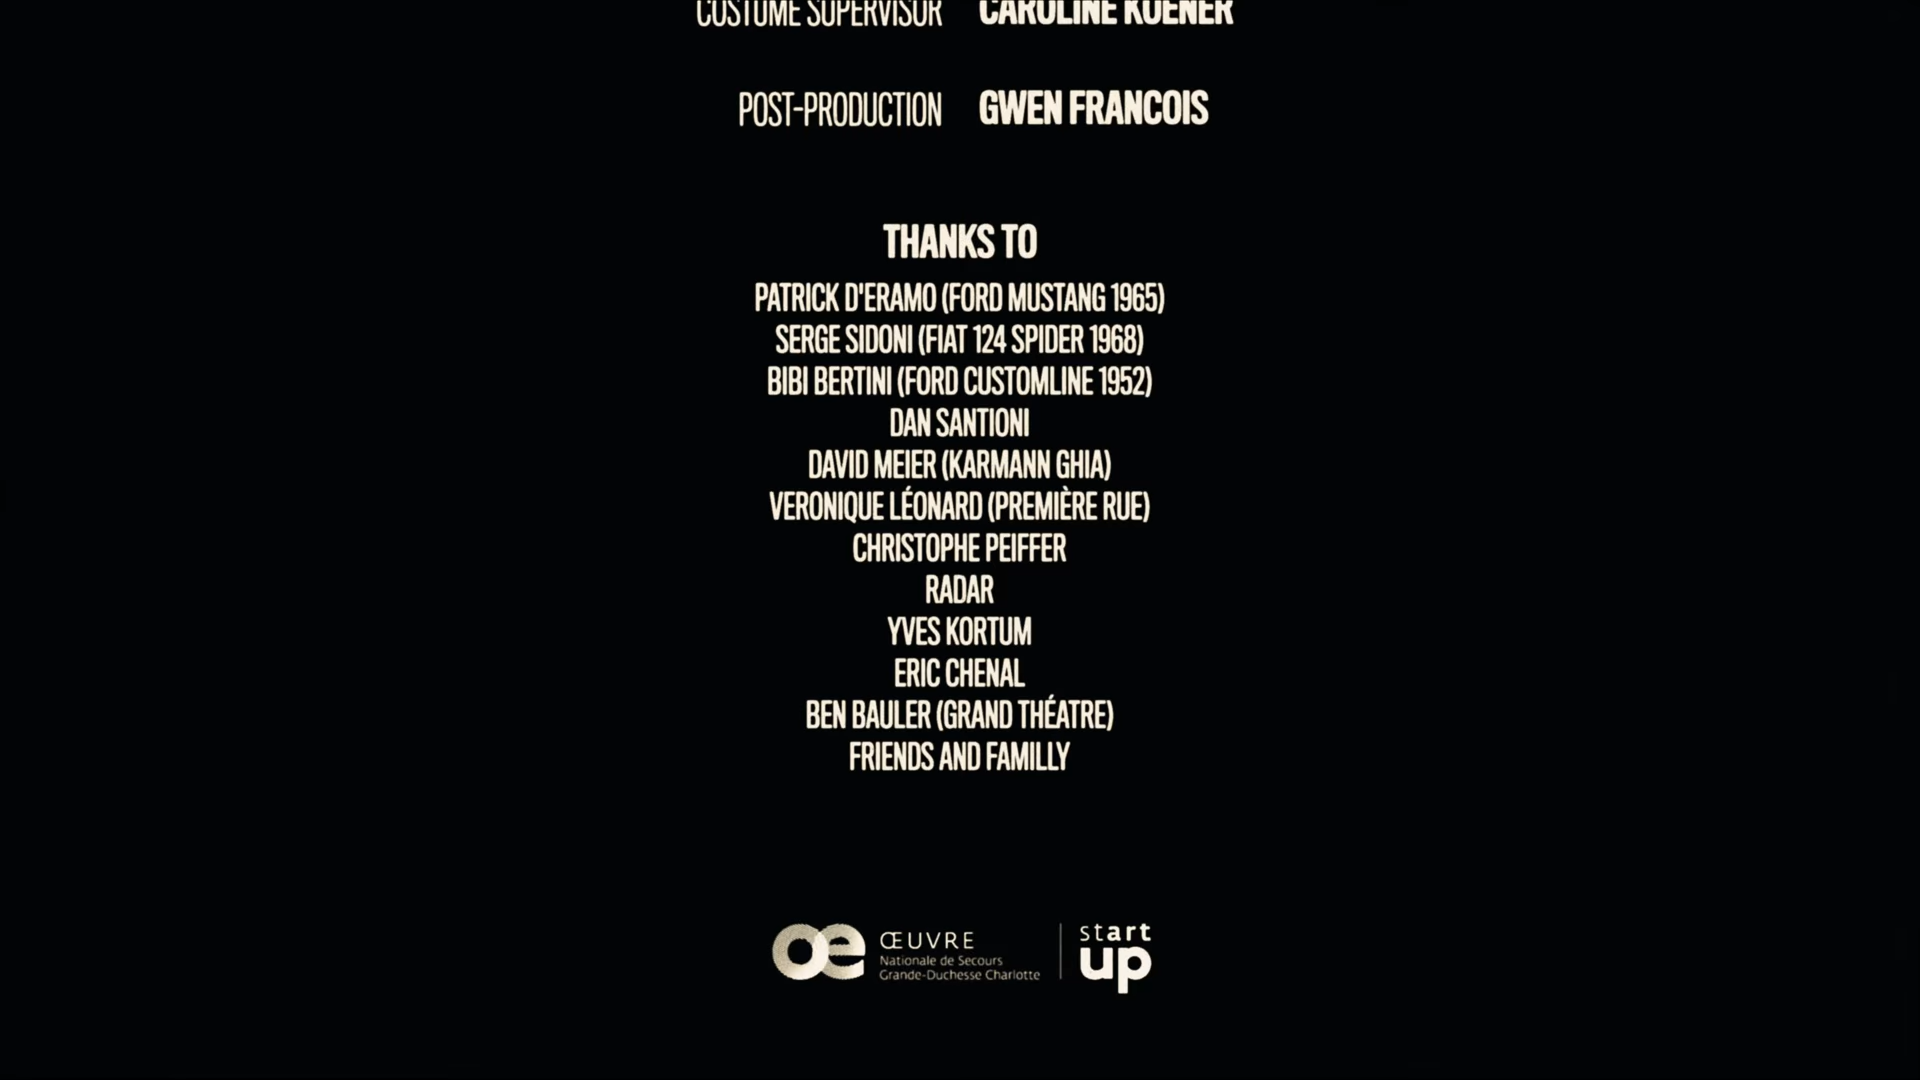 COSTUME SUPERVISOR CAROLINE KOENER
POST-PRODUCTION GWEN FRANCOIS
THANKS TO
PATRICK D'ERAMO (FORD MUSTANG 1965)
SERGE SIDONI (FIAT 124 SPIDER 1968)
BIBI BERTINI (FORD CUSTOMLINE 1952)
DAN SANTIONI
DAVID MEIER (KARMANN GHIA)
VERONIQUE LÉONARD (PREMIÈRE RUE)
CHRISTOPHE PEIFFER
RADAR
YVES KORTUM
ERIC CHENAL
BEN BAULER (GRAND THÉATRE)
FRIENDS AND FAMILLY
oe ŒUVRE
Nationale de Secours
Grande-Duchesse Charlotte
start
up